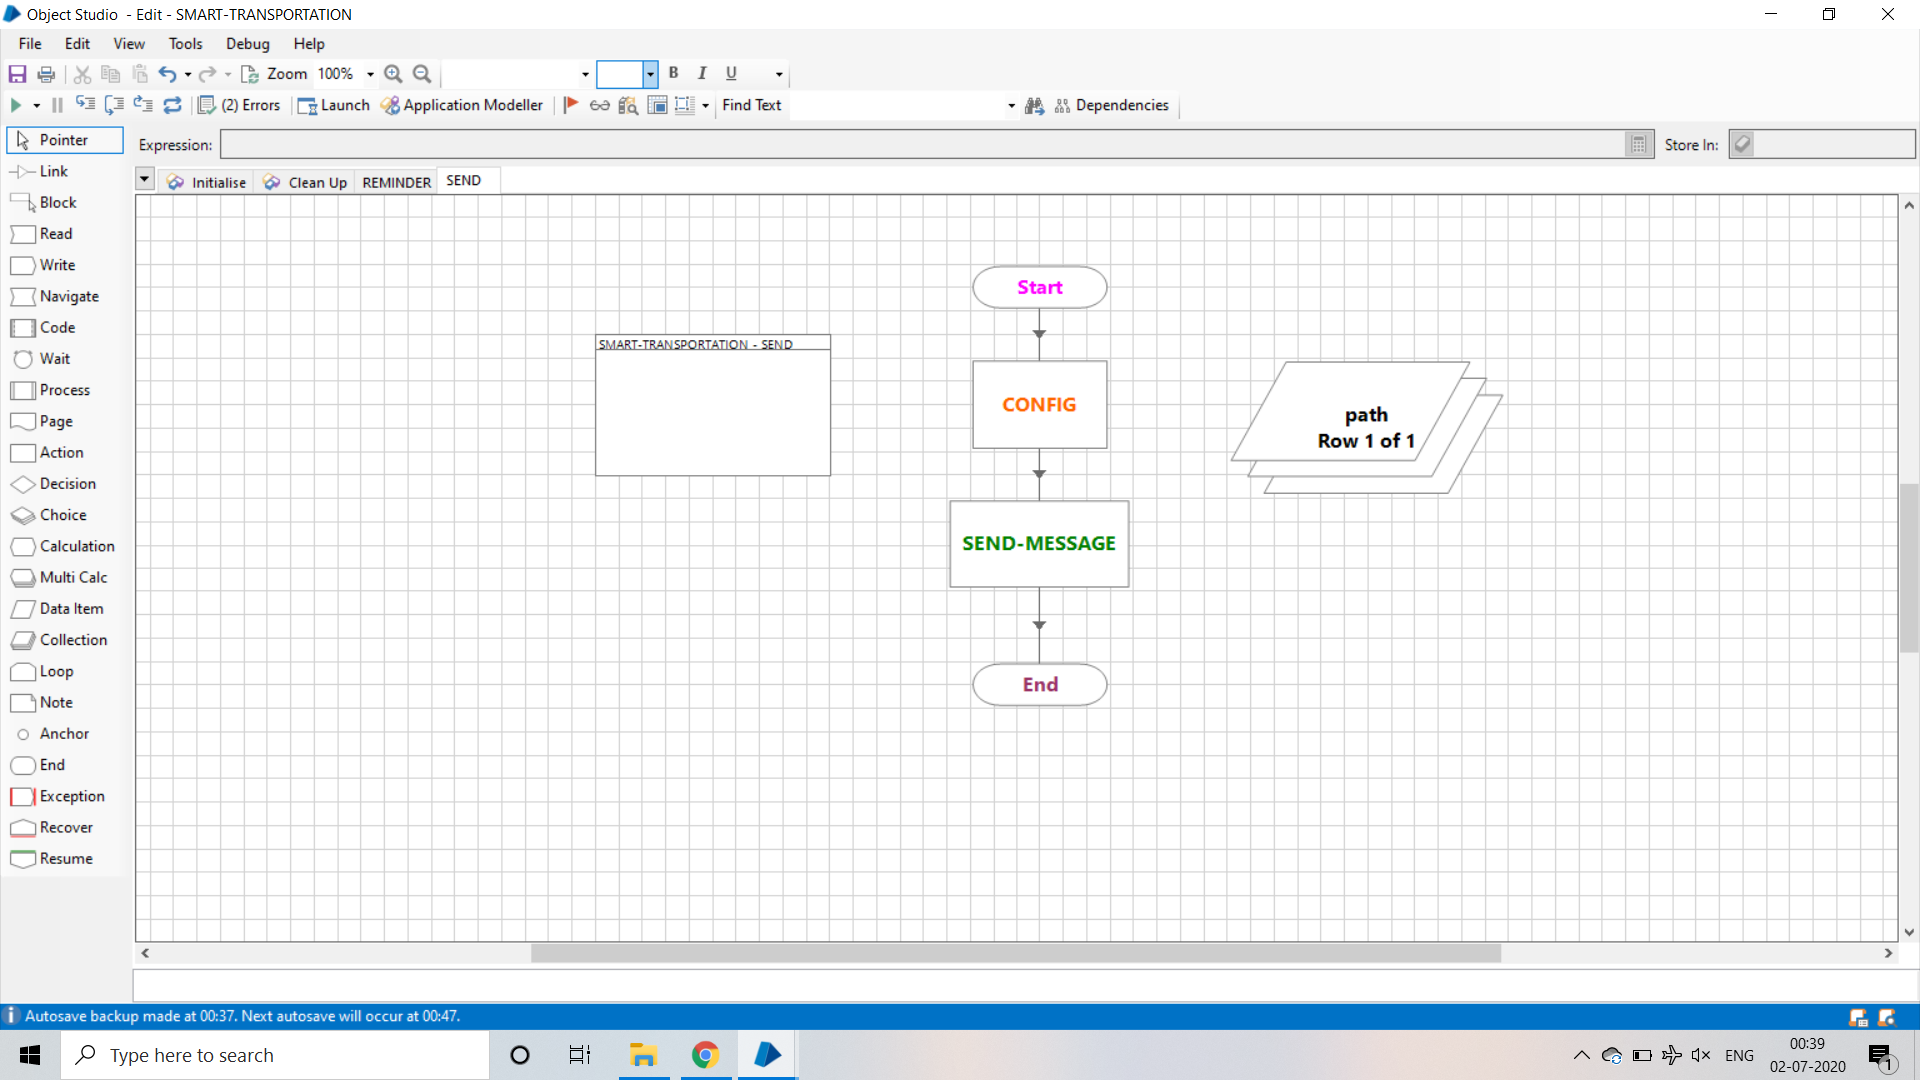 Object Studio - Edit - SMART-TRANSPORTATION
File Edit View Tools Debug Help
Zoom 100% B I U
(2) Errors Launch Application Modeller Find Text Dependencies
Pointer
Link
Block
Read
Write
Navigate
Code
Wait
Process
Page
Action
Decision
Choice
Calculation
Multi Calc
Data Item
Collection
Loop
Note
Anchor
End
Exception
Recover
Resume
Expression: Store In:
Initialise Clean Up REMINDER SEND
SMART-TRANSPORTATION - SEND
Start
CONFIG
SEND-MESSAGE
End
path
Row 1 of 1
Autosave backup made at 00:37. Next autosave will occur at 00:47.
Type here to search
ENG
00:39
02-07-2020
1